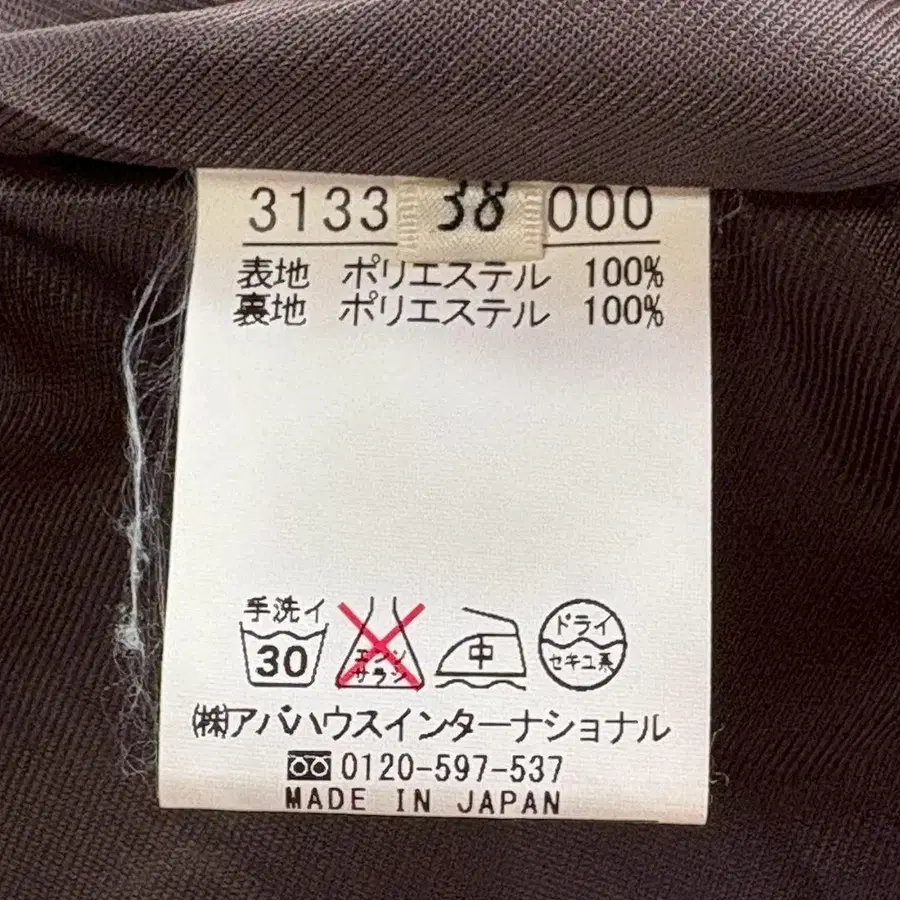 3133 38 000
表地 ポリエステル 100%
裏地 ポリエステル 100%
手洗イ
30
エンソ
サラシ
中
ドライ
セキユ系
㈱アバハウスインターナショナル
0120-597-537
MADE IN JAPAN